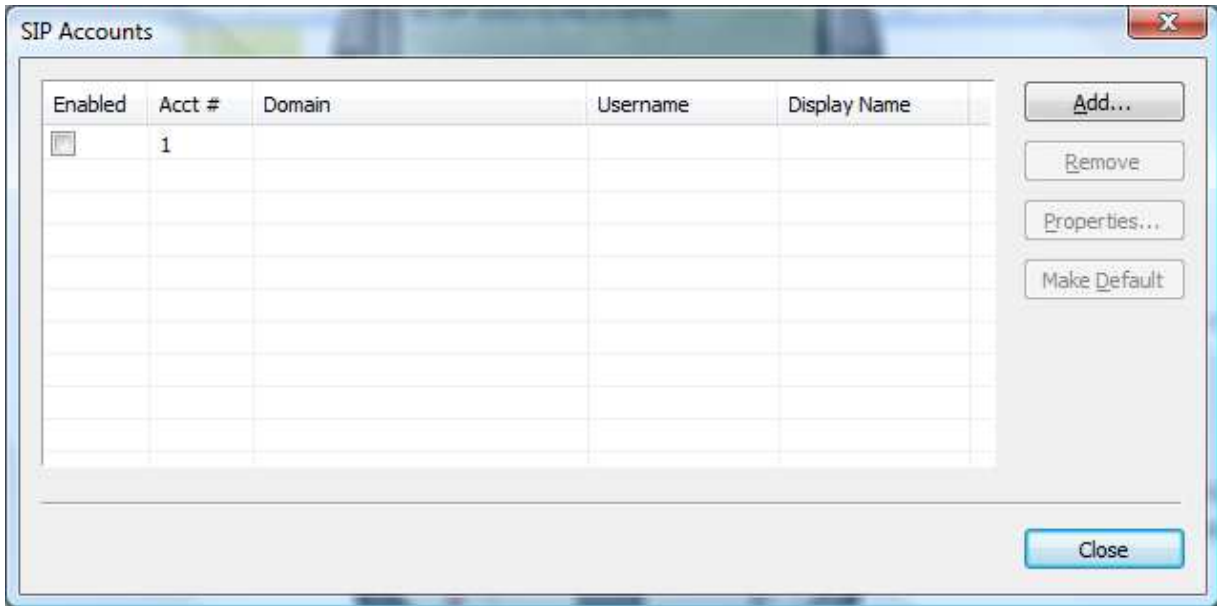 SIP Accounts
Enabled Acct # Domain Username Display Name
1
Add...
Remove
Properties...
Make Default
Close